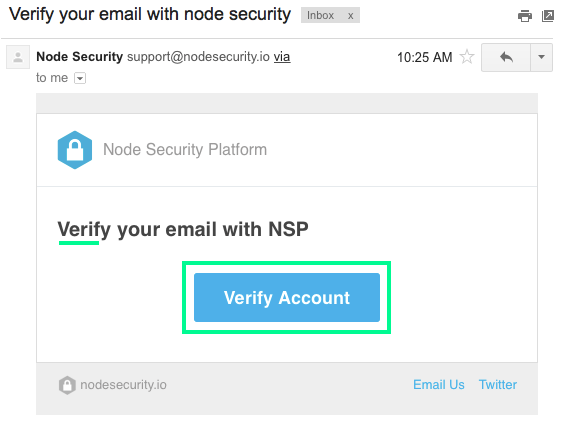 Verify your email with node security Inbox x
Node Security support@nodesecurity.io via 10:25 AM
to me
Node Security Platform
Verify your email with NSP
Verify Account
nodesecurity.io Email Us Twitter